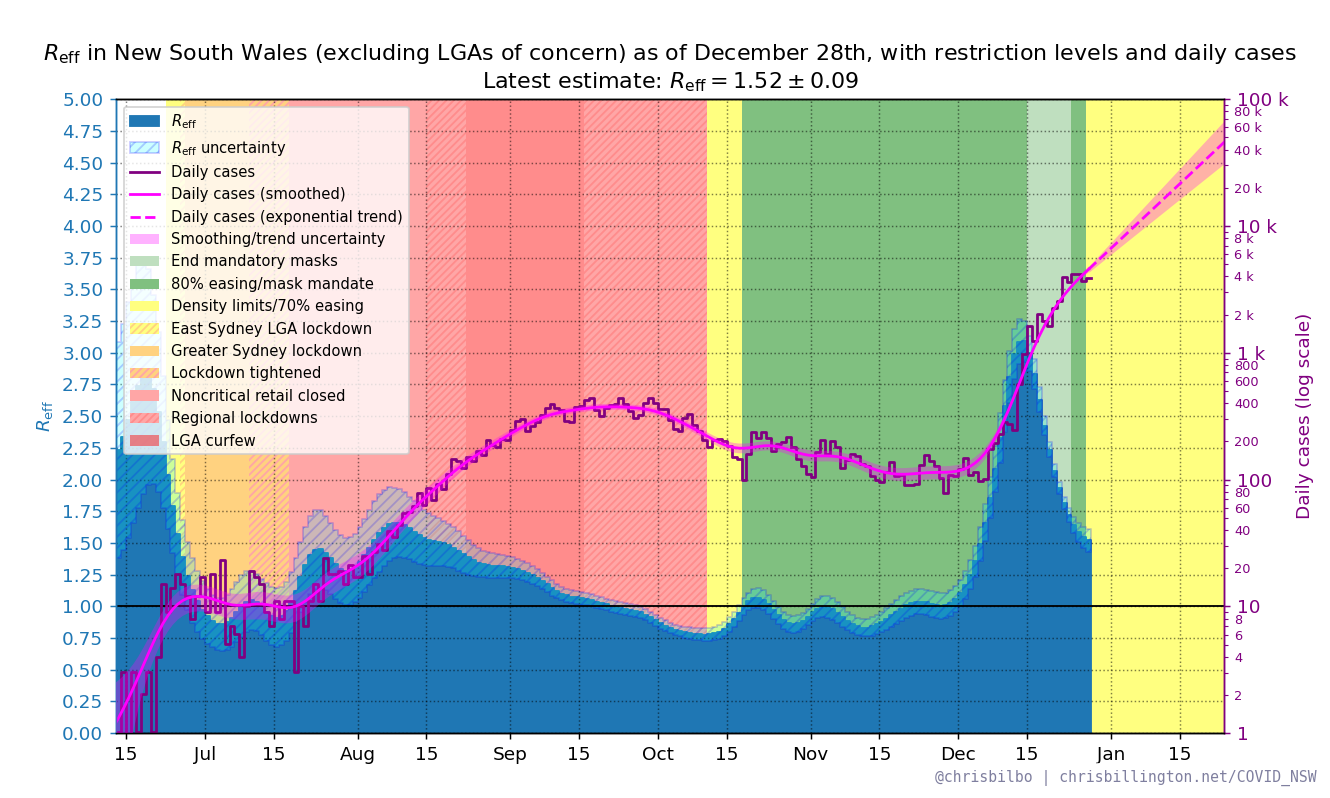 R_eff in New South Wales (excluding LGAs of concern) as of December 28th, with restriction levels and daily cases
Latest estimate: R_eff = 1.52 ± 0.09
R_eff
R_eff uncertainty
Daily cases
Daily cases (smoothed)
Daily cases (exponential trend)
Smoothing/trend uncertainty
End mandatory masks
80% easing/mask mandate
Density limits/70% easing
East Sydney LGA lockdown
Greater Sydney lockdown
Lockdown tightened
Noncritical retail closed
Regional lockdowns
LGA curfew
R_eff
5.00
4.75
4.50
4.25
4.00
3.75
3.50
3.25
3.00
2.75
2.50
2.25
2.00
1.75
1.50
1.25
1.00
0.75
0.50
0.25
0.00
100 k
80 k
60 k
40 k
20 k
10 k
8 k
6 k
4 k
2 k
1 k
800
600
400
200
100
80
60
40
20
10
8
6
4
2
1
Daily cases (log scale)
15 Jul 15 Aug 15 Sep 15 Oct 15 Nov 15 Dec 15 Jan 15
@chrisbilbo | chrisbillington.net/COVID_NSW